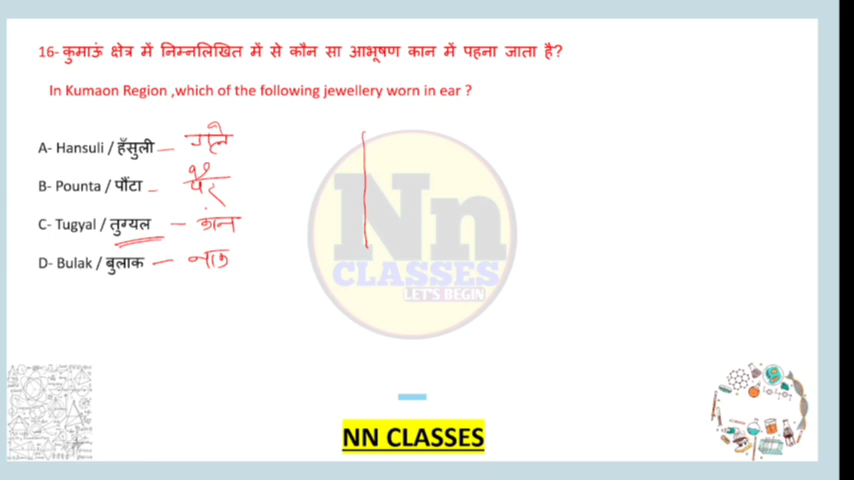 16- कुमाऊं क्षेत्र में निम्नलिखित में से कौन सा आभूषण कान में पहना जाता है?
In Kumaon Region ,which of the following jewellery worn in ear ?
A- Hansuli / हँसुली – गले
B- Pounta / पौंटा – पैर
C- Tugyal / तुग्यल – कान
D- Bulak / बुलाक – नाक
Nn
CLASSES
LET'S BEGIN
NN CLASSES